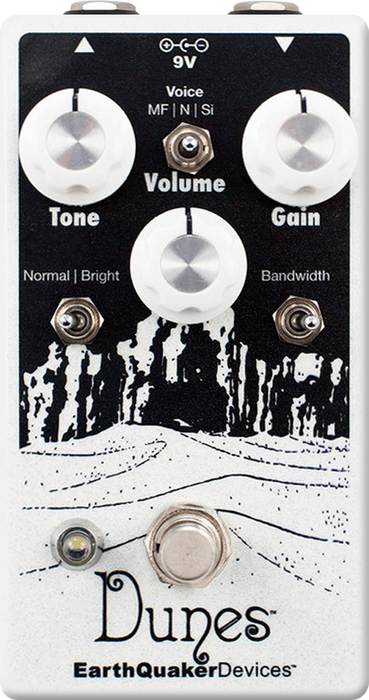 9V
Voice
MF | N | Si
Volume
Tone
Gain
Normal | Bright
Bandwidth
Dunes™
EarthQuakerDevices™